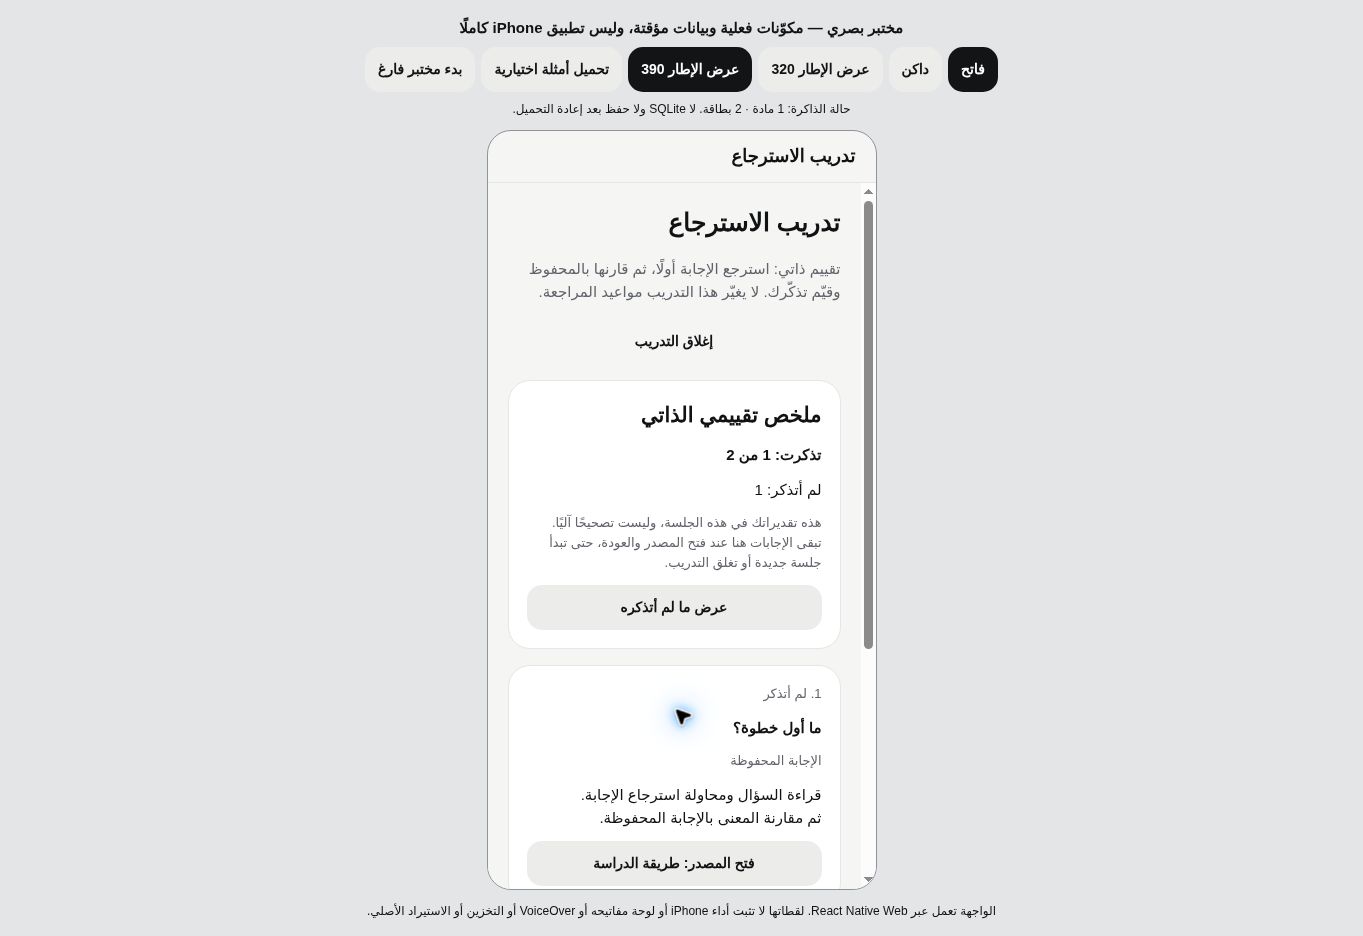 مختبر بصري — مكوّنات فعلية وبيانات مؤقتة، وليس تطبيق iPhone كاملًا
فاتح
داكن
عرض الإطار 320
عرض الإطار 390
تحميل أمثلة اختيارية
بدء مختبر فارغ
حالة الذاكرة: 1 مادة · 2 بطاقة. لا SQLite ولا حفظ بعد إعادة التحميل.
تدريب الاسترجاع
تدريب الاسترجاع
تقييم ذاتي: استرجع الإجابة أولًا، ثم قارنها بالمحفوظ
وقيّم تذكّرك. لا يغيّر هذا التدريب مواعيد المراجعة.
إغلاق التدريب
ملخص تقييمي الذاتي
تذكرت: 1 من 2
لم أتذكر: 1
هذه تقديراتك في هذه الجلسة، وليست تصحيحًا آليًا.
تبقى الإجابات هنا عند فتح المصدر والعودة، حتى تبدأ
جلسة جديدة أو تغلق التدريب.
عرض ما لم أتذكره
1. لم أتذكر
ما أول خطوة؟
الإجابة المحفوظة
قراءة السؤال ومحاولة استرجاع الإجابة.
ثم مقارنة المعنى بالإجابة المحفوظة.
فتح المصدر: طريقة الدراسة
الواجهة تعمل عبر React Native Web. لقطاتها لا تثبت أداء iPhone أو لوحة مفاتيحه أو VoiceOver أو التخزين أو الاستيراد الأصلي.